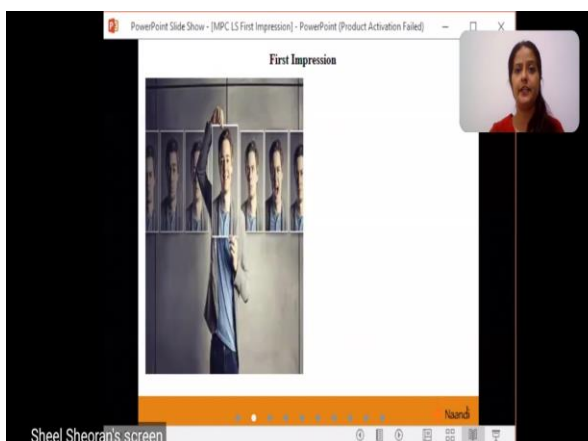 PowerPoint Slide Show - [MPC LS First Impression] - PowerPoint (Product Activation Failed)
First Impression
Naandi
Sheel Sheoran's screen